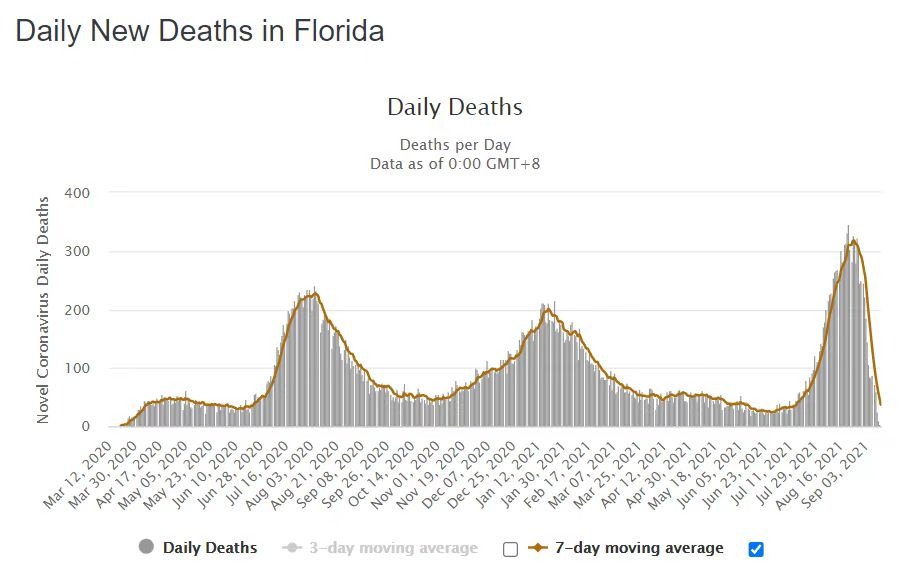 Daily New Deaths in Florida
Daily Deaths
Deaths per Day
Data as of 0:00 GMT+8
Novel Coronavirus Daily Deaths
400
300
200
100
0
Mar 12, 2020
Mar 30, 2020
Apr 17, 2020
May 05, 2020
May 23, 2020
Jun 10, 2020
Jun 28, 2020
Jul 16, 2020
Aug 03, 2020
Aug 21, 2020
Sep 08, 2020
Sep 26, 2020
Oct 14, 2020
Nov 01, 2020
Nov 19, 2020
Dec 07, 2020
Dec 25, 2020
Jan 12, 2021
Jan 30, 2021
Feb 17, 2021
Mar 07, 2021
Mar 25, 2021
Apr 12, 2021
Apr 30, 2021
May 18, 2021
Jun 05, 2021
Jun 23, 2021
Jul 11, 2021
Jul 29, 2021
Aug 16, 2021
Sep 03, 2021
Daily Deaths 3-day moving average 7-day moving average